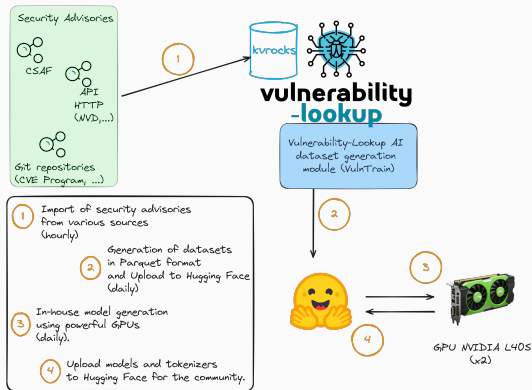 Security Advisories
CSAF
API
HTTP
(NVD,...)
Git repositories
(CVE Program, ...)
1
kvrocks
vulnerability
-lookup
Vulnerability-Lookup AI
dataset generation
module (VulnTrain)
2
3
4
GPU NVIDIA L40S
(x2)
1
Import of security advisories
from various sources
(hourly)
2
Generation of datasets
in Parquet format
and Upload to Hugging Face
(daily)
3
In-house model generation
using powerful GPUs
(daily).
4
Upload models and tokenizers
to Hugging Face for the community.